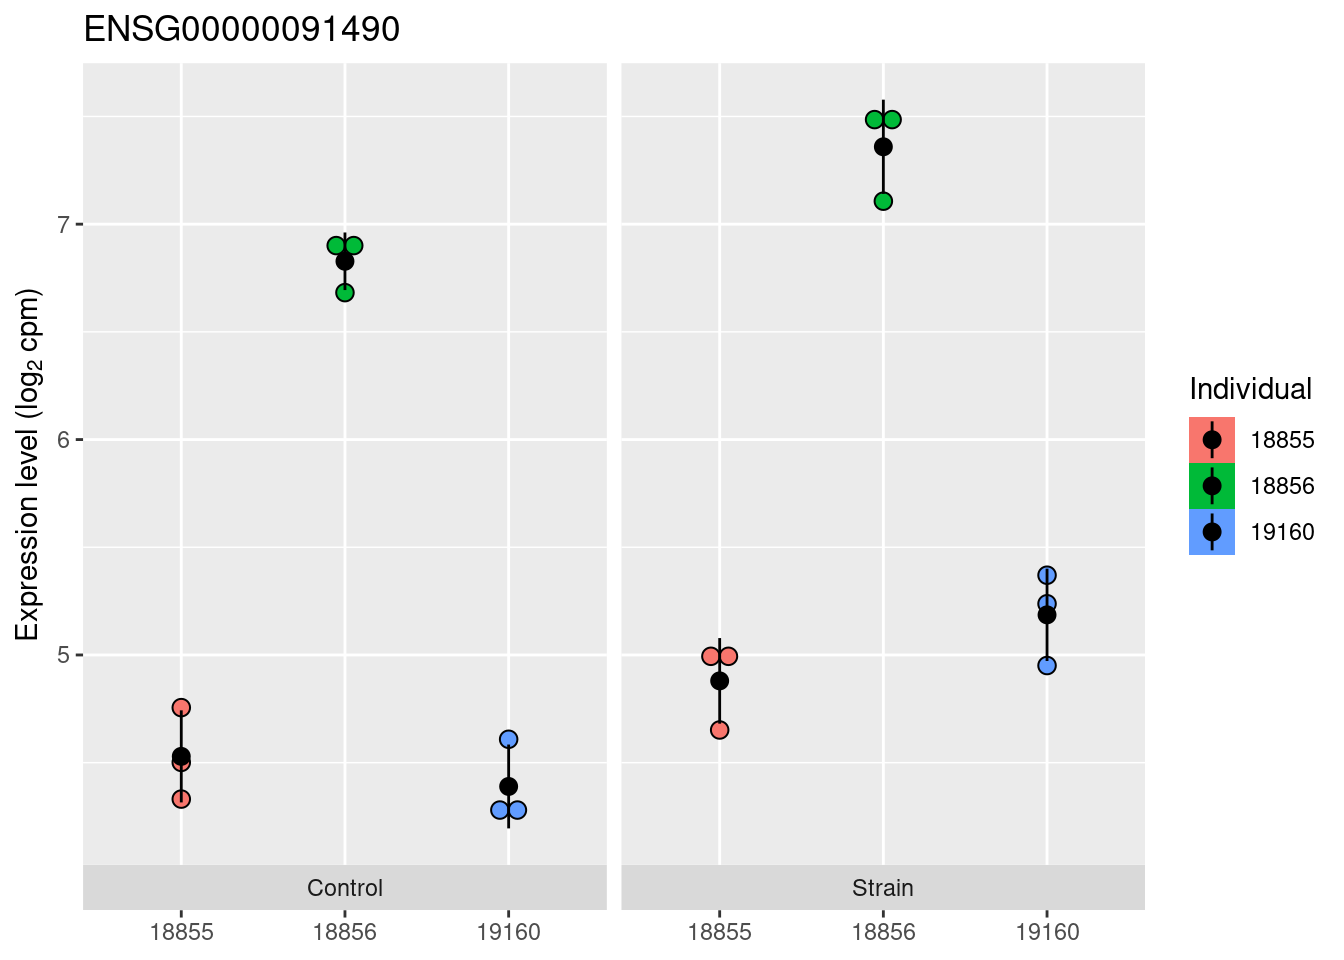 ENSG00000091490
Expression level (log₂ cpm)
7
6
5
Control
Strain
18855
18856
19160
18855
18856
19160
Individual
18855
18856
19160